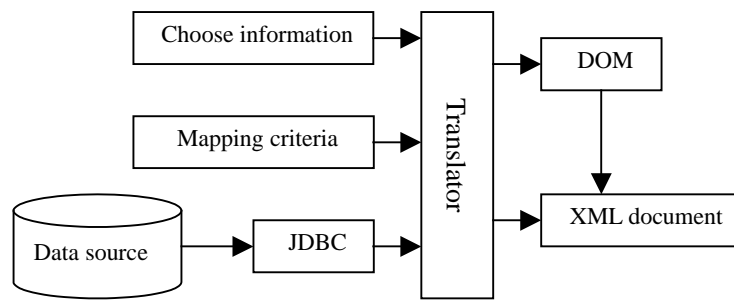 Choose information
DOM
Translator
Mapping criteria
XML document
JDBC
Data source